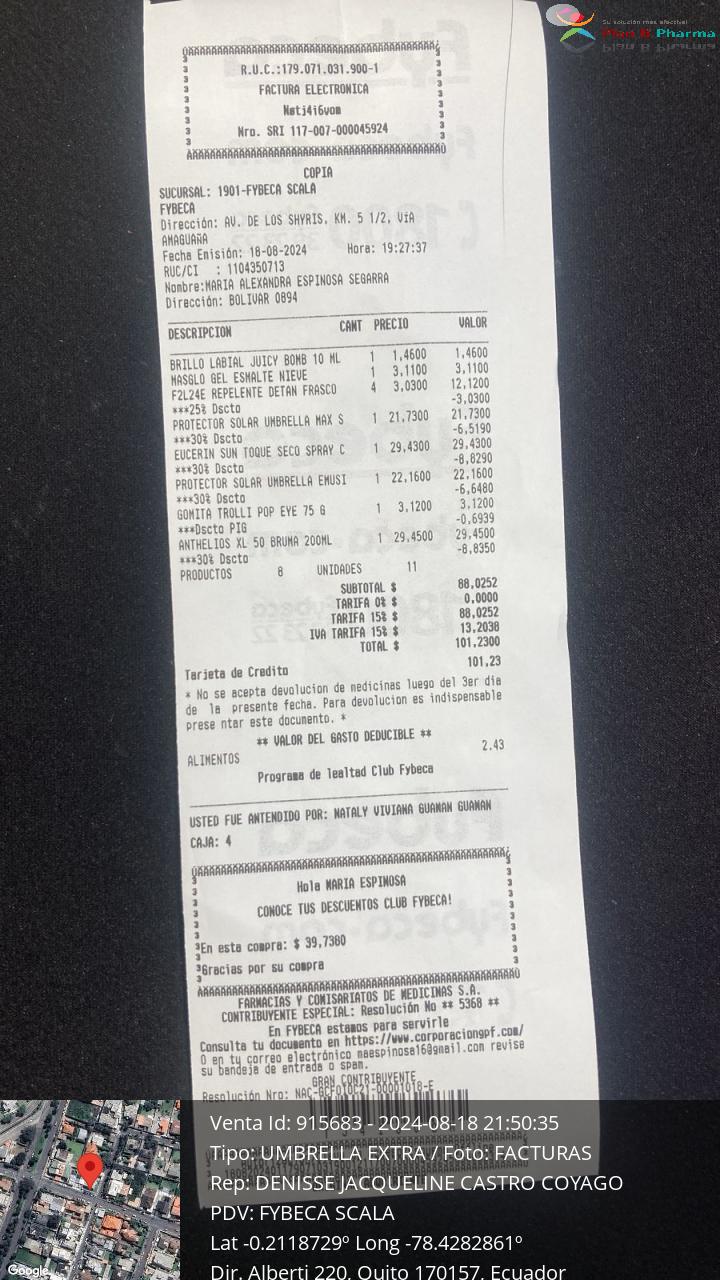 Su solución más efectiva!
Plan B Pharma
R.U.C.:179.071.031.900-1
FACTURA ELECTRONICA
Nøtj4i6vom
Nro. SRI 117-007-000045924
COPIA
SUCURSAL: 1901-FYBECA SCALA
FYBECA
Dirección: AV. DE LOS SHYRIS, KM. 5 1/2, VíA
AMAGUAñA
Fecha Emisión: 18-08-2024 Hora: 19:27:37
RUC/CI : 1104350713
Nombre:MARIA ALEXANDRA ESPINOSA SEGARRA
Dirección: BOLIVAR 0894
DESCRIPCION CANT PRECIO VALOR
BRILLO LABIAL JUICY BOMB 10 ML 1 1,4600 1,4600
MASGLO GEL ESMALTE NIEVE 1 3,1100 3,1100
F2L24E REPELENTE DETAN FRASCO 4 3,0300 12,1200
***25% Dscto -3,0300
PROTECTOR SOLAR UMBRELLA MAX S 1 21,7300 21,7300
***30% Dscto -6,5190
EUCERIN SUN TOQUE SECO SPRAY C 1 29,4300 29,4300
***30% Dscto -8,8290
PROTECTOR SOLAR UMBRELLA EMUSI 1 22,1600 22,1600
***30% Dscto -6,6480
GOMITA TROLLI POP EYE 75 G 1 3,1200 3,1200
***Dscto PIG -0,6939
ANTHELIOS XL 50 BRUMA 200ML 1 29,4500 29,4500
***30% Dscto -8,8350
PRODUCTOS 8 UNIDADES 11
SUBTOTAL $ 88,0252
TARIFA 0% $ 0,0000
TARIFA 15% $ 88,0252
IVA TARIFA 15% $ 13,2038
TOTAL $ 101,2300
Tarjeta de Credito 101,23
* No se acepta devolucion de medicinas luego del 3er dia
de la presente fecha. Para devolucion es indispensable
prese ntar este documento. *
** VALOR DEL GASTO DEDUCIBLE **
ALIMENTOS 2.43
Programa de lealtad Club Fybeca
USTED FUE ANTENDIDO POR: NATALY VIVIANA GUAMAN GUAMAN
CAJA: 4
Hola MARIA ESPINOSA
CONOCE TUS DESCUENTOS CLUB FYBECA!
En esta compra: $ 39,7380
Gracias por su compra
FARMACIAS Y COMISARIATOS DE MEDICINAS S.A.
CONTRIBUYENTE ESPECIAL: Resolución No ** 5368 **
En FYBECA estamos para servirle
Consulta tu documento en https://www.corporaciongpf.com/
O en tu correo electrónico maespinosa16@gmail.com revise
su bandeja de entrada o spam.
GRAN CONTRIBUYENTE
Resolución Nro: NAC-GCFOIOC21-00001018-E
Venta Id: 915683 - 2024-08-18 21:50:35
Tipo: UMBRELLA EXTRA / Foto: FACTURAS
Rep: DENISSE JACQUELINE CASTRO COYAGO
PDV: FYBECA SCALA
Lat -0.2118729º Long -78.4282861º
Dir. Alberti 220, Quito 170157, Ecuador
Google